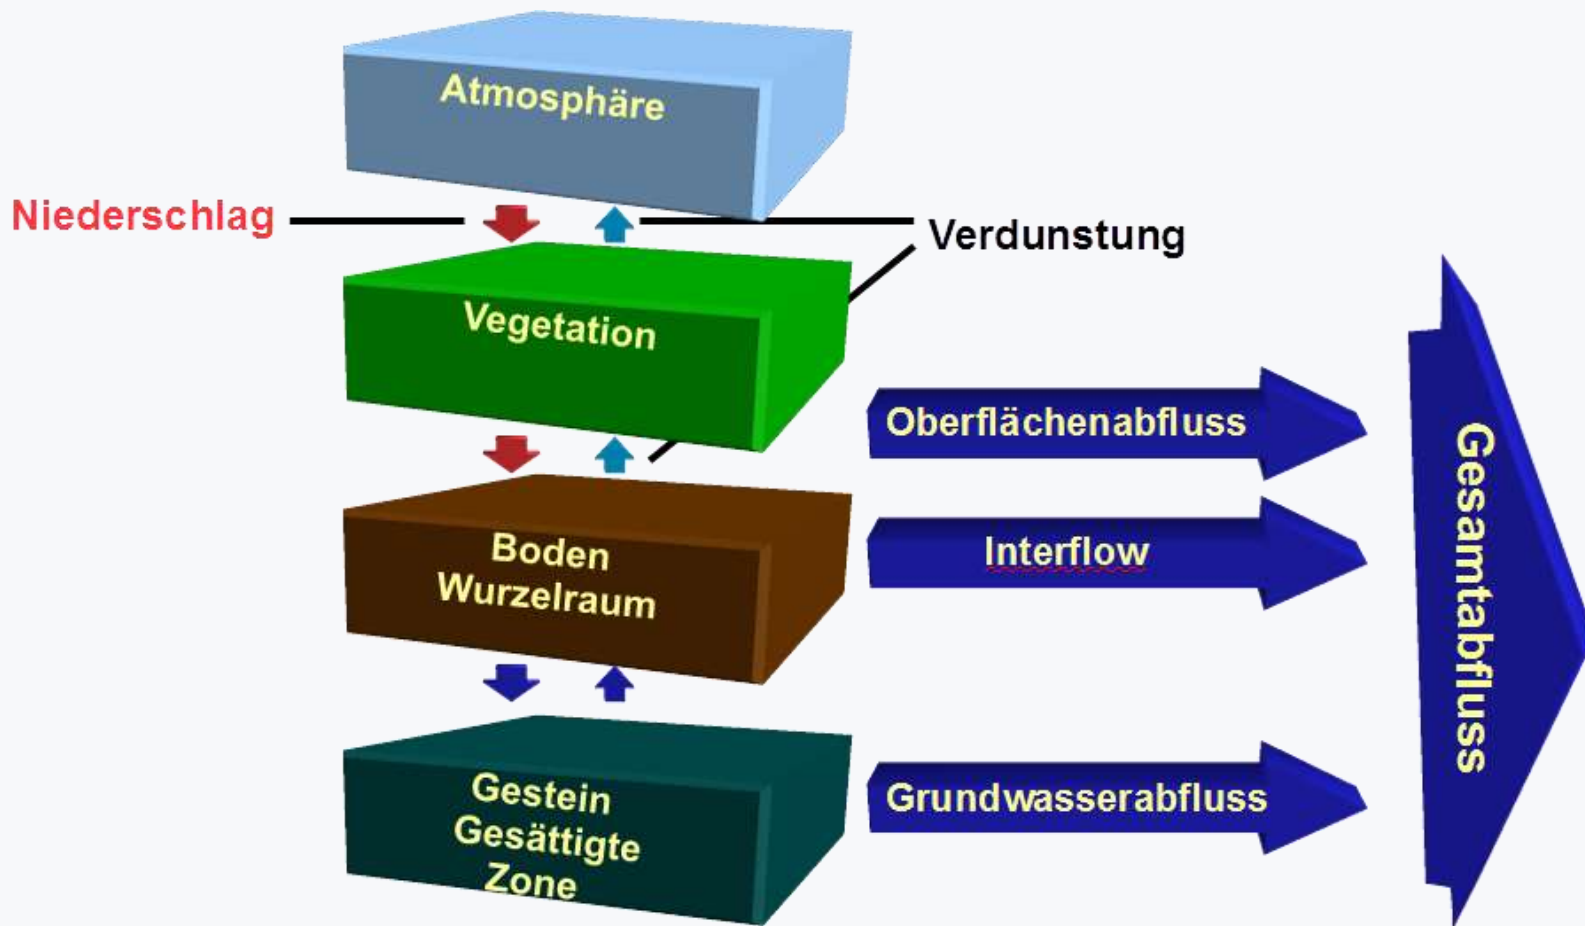 Atmosphäre
Niederschlag
Verdunstung
Vegetation
Oberflächenabfluss
Boden
Wurzelraum
Interflow
Gestein
Gesättigte
Zone
Grundwasserabfluss
Gesamtabfluss